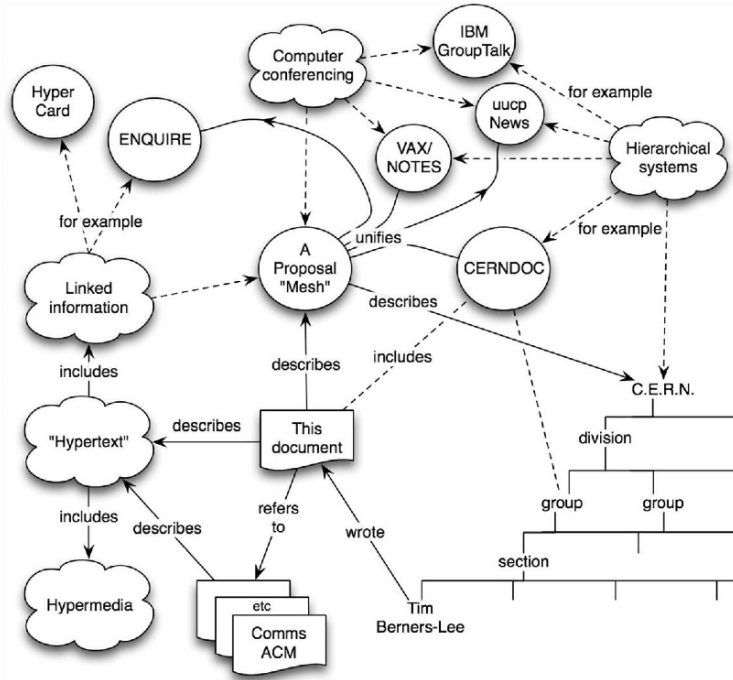 IBM
GroupTalk
Computer
conferencing
Hyper
Card
for example
uucp
News
ENQUIRE
VAX/
NOTES
Hierarchical
systems
for example
unifies
for example
A
Proposal
"Mesh"
CERNDOC
Linked
information
describes
includes
describes
includes
C.E.R.N.
"Hypertext"
describes
This
document
division
includes
describes
refers
to
wrote
group
group
section
Hypermedia
etc
Comms
ACM
Tim
Berners-Lee